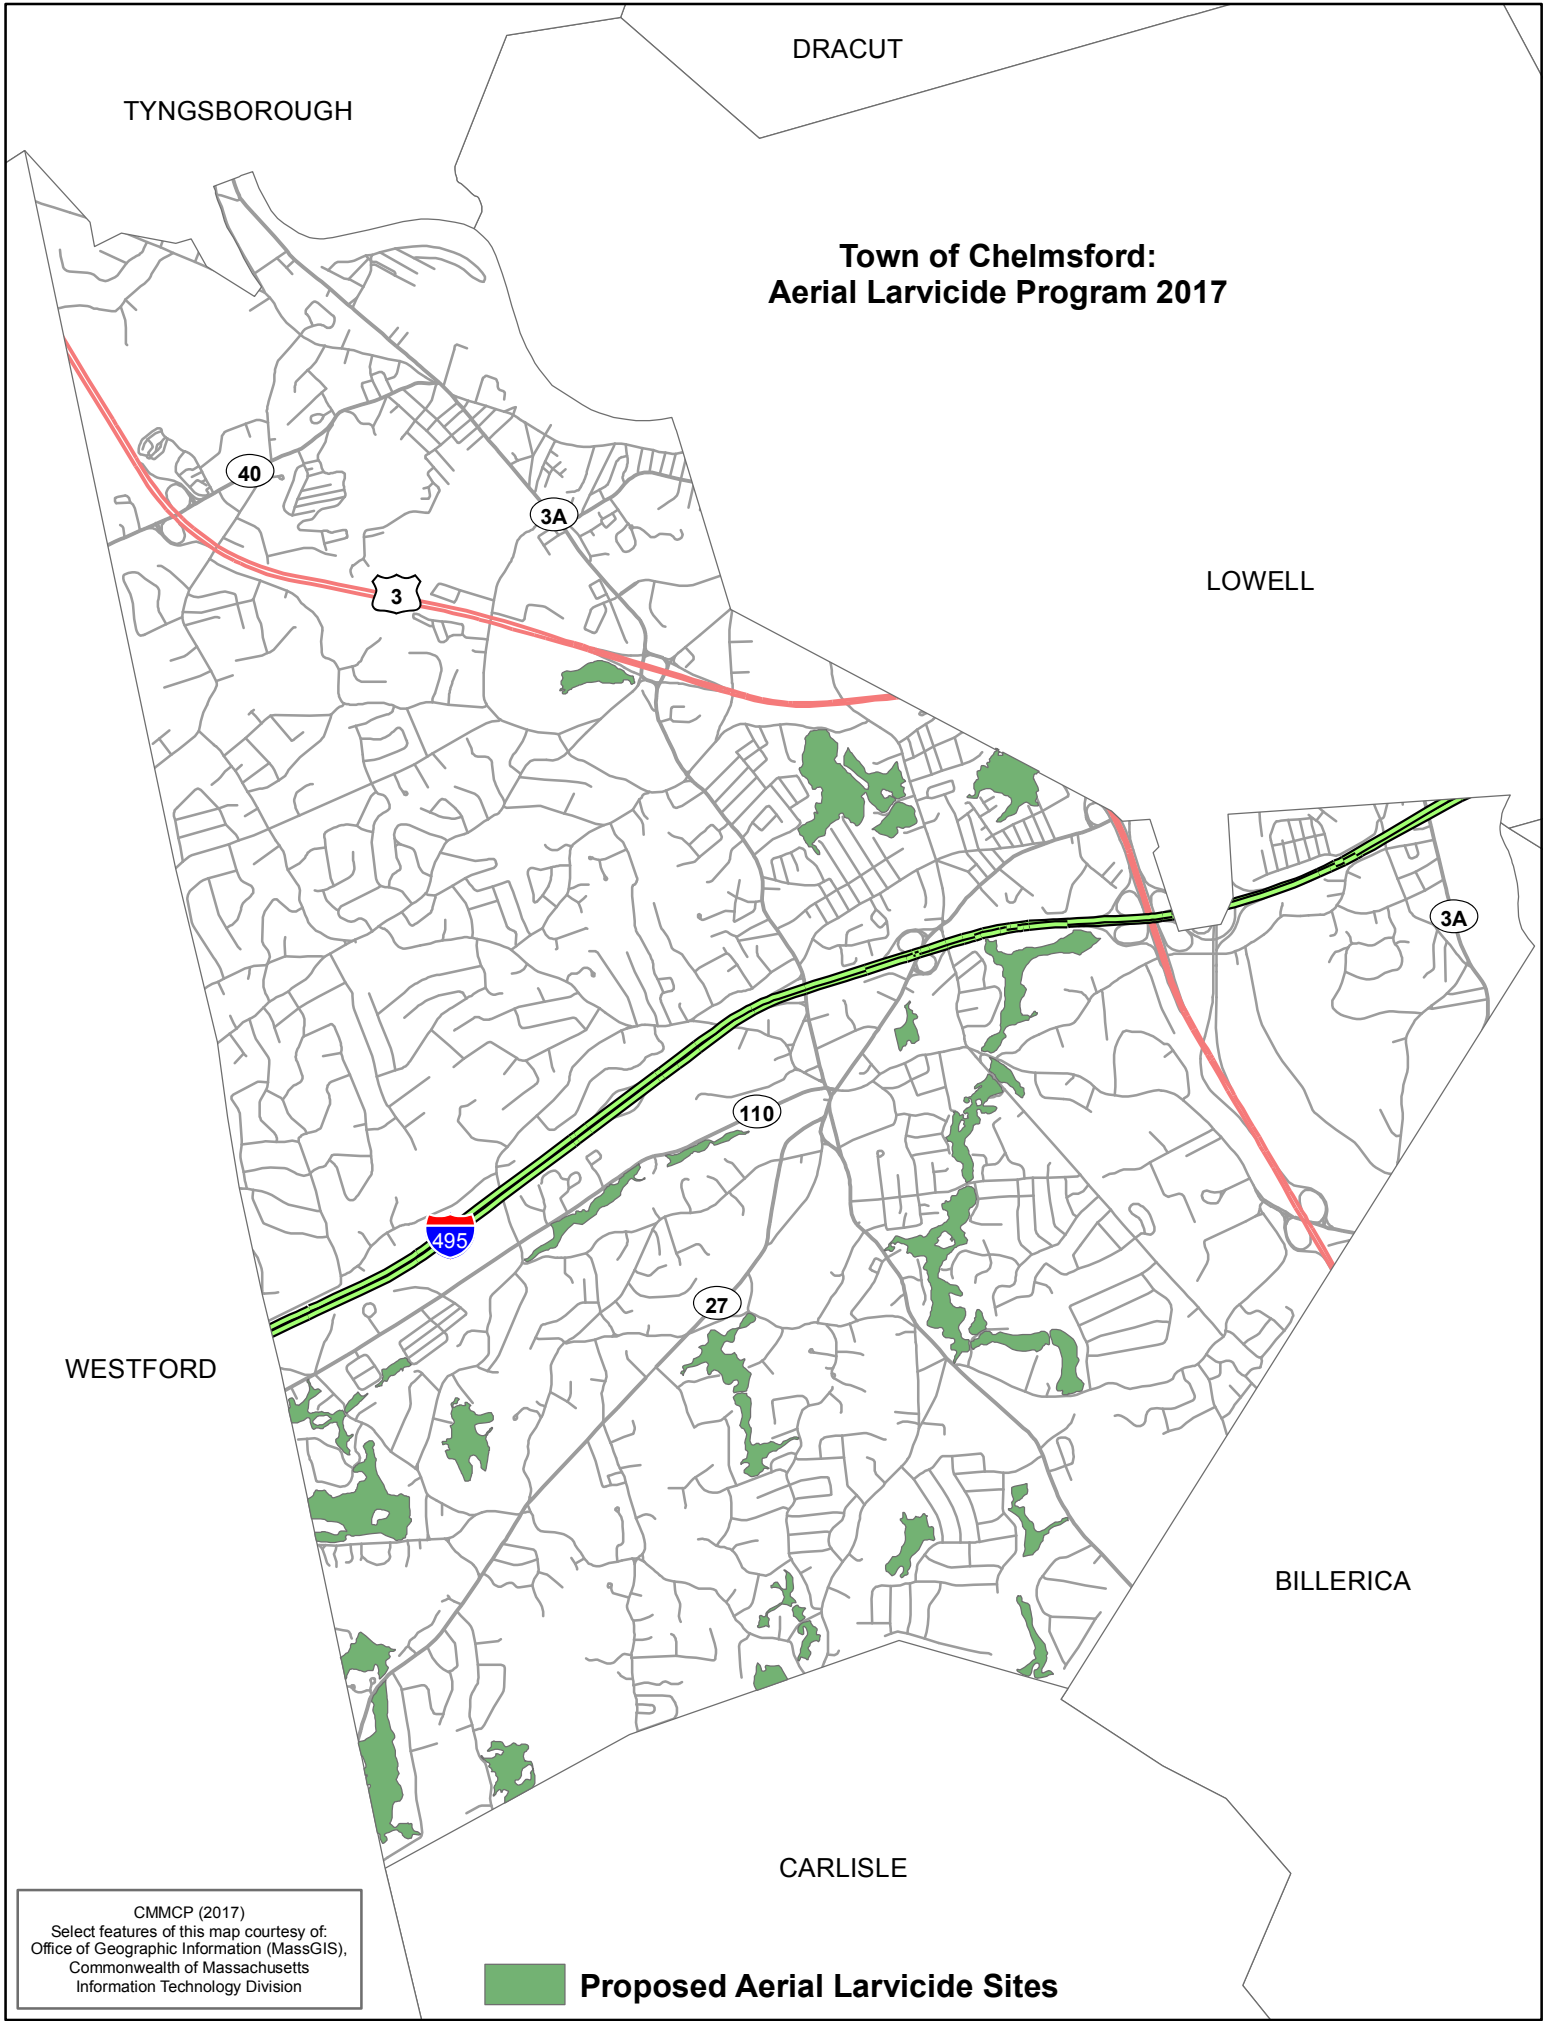 DRACUT
TYNGSBOROUGH
Town of Chelmsford:
Aerial Larvicide Program 2017
40
3A
3
LOWELL
3A
110
495
27
WESTFORD
BILLERICA
CARLISLE
CMMCP (2017)
Select features of this map courtesy of:
Office of Geographic Information (MassGIS),
Commonwealth of Massachusetts
Information Technology Division
Proposed Aerial Larvicide Sites